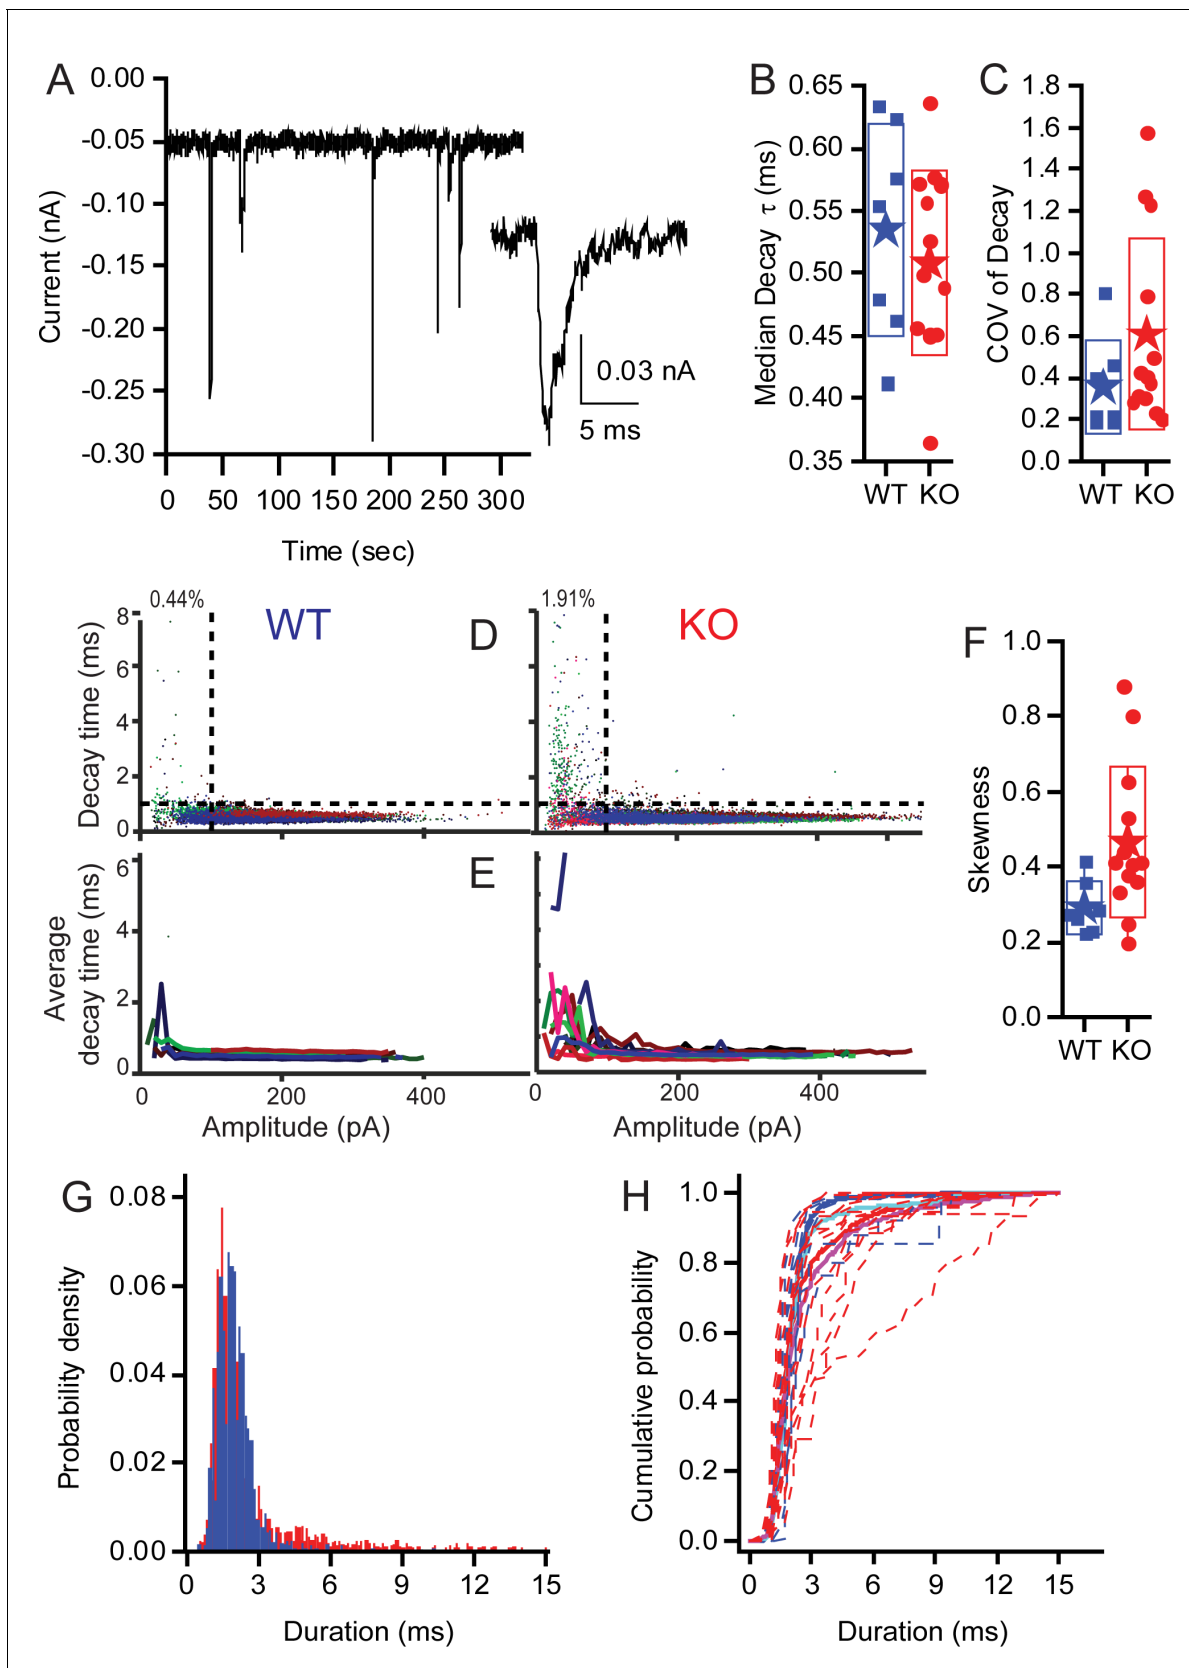 A
0.00
-0.05
-0.10
-0.15
-0.20
-0.25
-0.30
Current (nA)
0 50 100 150 200 250 300
Time (sec)
0.03 nA
5 ms
B
0.65
0.60
0.55
0.50
0.45
0.40
0.35
Median Decay τ (ms)
WT KO
C
1.8
1.6
1.4
1.2
1.0
0.8
0.6
0.4
0.2
0.0
COV of Decay
WT KO
0.44%
WT
D
1.91%
KO
8
6
4
2
0
Decay time (ms)
200 400
E
6
4
2
0
Average
decay time (ms)
0 200 400
Amplitude (pA)
0 200 400
Amplitude (pA)
F
1.0
0.8
0.6
0.4
0.2
0.0
Skewness
WT KO
G
0.08
0.06
0.04
0.02
0.00
Probability density
0 3 6 9 12 15
Duration (ms)
H
1.0
0.8
0.6
0.4
0.2
0.0
Cumulative probability
0 3 6 9 12 15
Duration (ms)